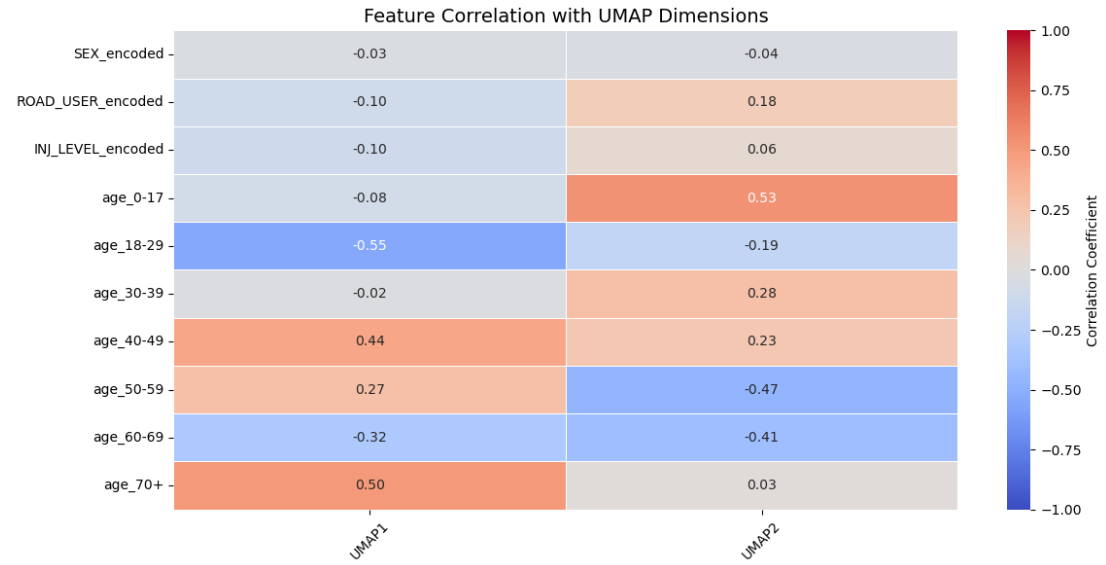 Feature Correlation with UMAP Dimensions
SEX_encoded -0.03 -0.04
ROAD_USER_encoded -0.10 0.18
INJ_LEVEL_encoded -0.10 0.06
age_0-17 -0.08 0.53
age_18-29 -0.55 -0.19
age_30-39 -0.02 0.28
age_40-49 0.44 0.23
age_50-59 0.27 -0.47
age_60-69 -0.32 -0.41
age_70+ 0.50 0.03
UMAP1 UMAP2
1.00
0.75
0.50
0.25
0.00
−0.25
−0.50
−0.75
−1.00
Correlation Coefficient